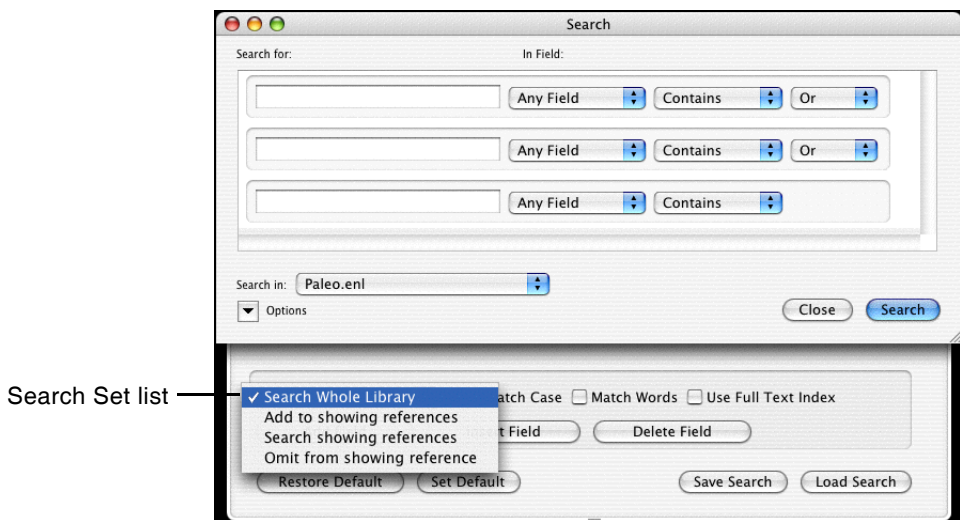 Search
Search for: In Field:
Any Field Contains Or
Any Field Contains Or
Any Field Contains
Search in: Paleo.enl
Options Close Search
Search Set list
✓ Search Whole Library
Add to showing references
Search showing references
Omit from showing reference
Match Words Use Full Text Index
Case
Field Delete Field
Restore Default Set Default Save Search Load Search